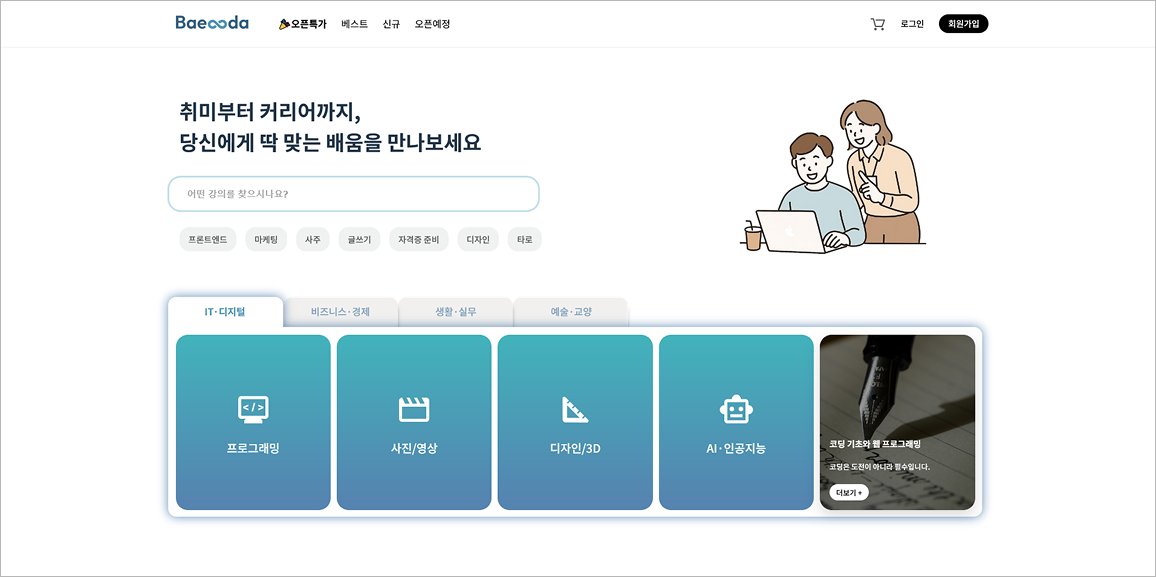 Baeooda
오픈특가 베스트 신규 오픈예정
로그인 회원가입
취미부터 커리어까지,
당신에게 딱 맞는 배움을 만나보세요
어떤 강의를 찾으시나요?
프론트엔드 마케팅 사주 글쓰기 자격증 준비 디자인 타로
IT·디지털 비즈니스·경제 생활·실무 예술·교양
</>
프로그래밍 사진/영상 디자인/3D AI·인공지능
코딩 기초와 웹 프로그래밍
코딩은 도전이 아니라 필수입니다.
더보기 +